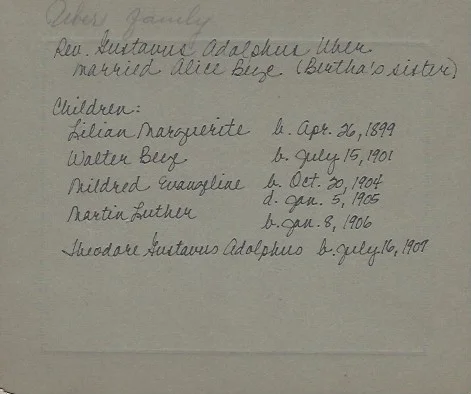 Uber family
Rev. Gustavus Adolphus Uber
married Alice Beze (Bertha's sister)
Children:
Lilian Marguerite b. Apr. 26, 1899
Walter Beez b. July 15, 1901
Mildred Evangeline b. Oct. 20, 1904
d. Jan. 5, 1905
Martin Luther b. Jan. 8, 1906
Theodore Gustavus Adolphus b. July 16, 1909